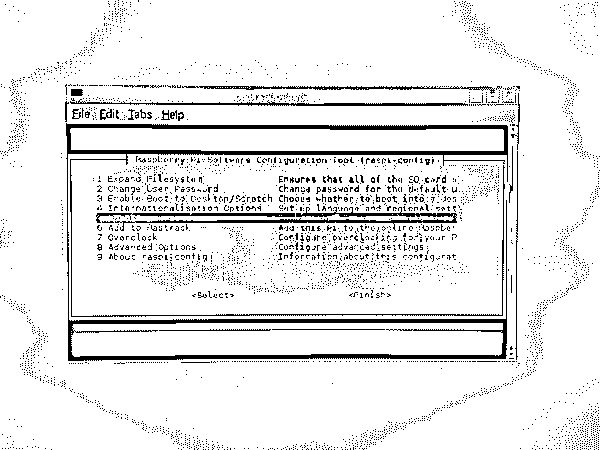 File Edit Tabs Help
Raspberry Pi Software Configuration Tool (raspi-config)
1 Expand Filesystem Ensures that all of the SD card s
2 Change User Password Change password for the default u
3 Enable Boot to Desktop/Scratch Choose whether to boot into a des
4 Internationalisation Options Set up language and regional sett
6 Add to Rastrack Add this Pi to the online Raspber
7 Overclock Configure overclocking for your P
8 Advanced Options Configure advanced settings
9 About raspi-config Information about this configurat
<Select> <Finish>